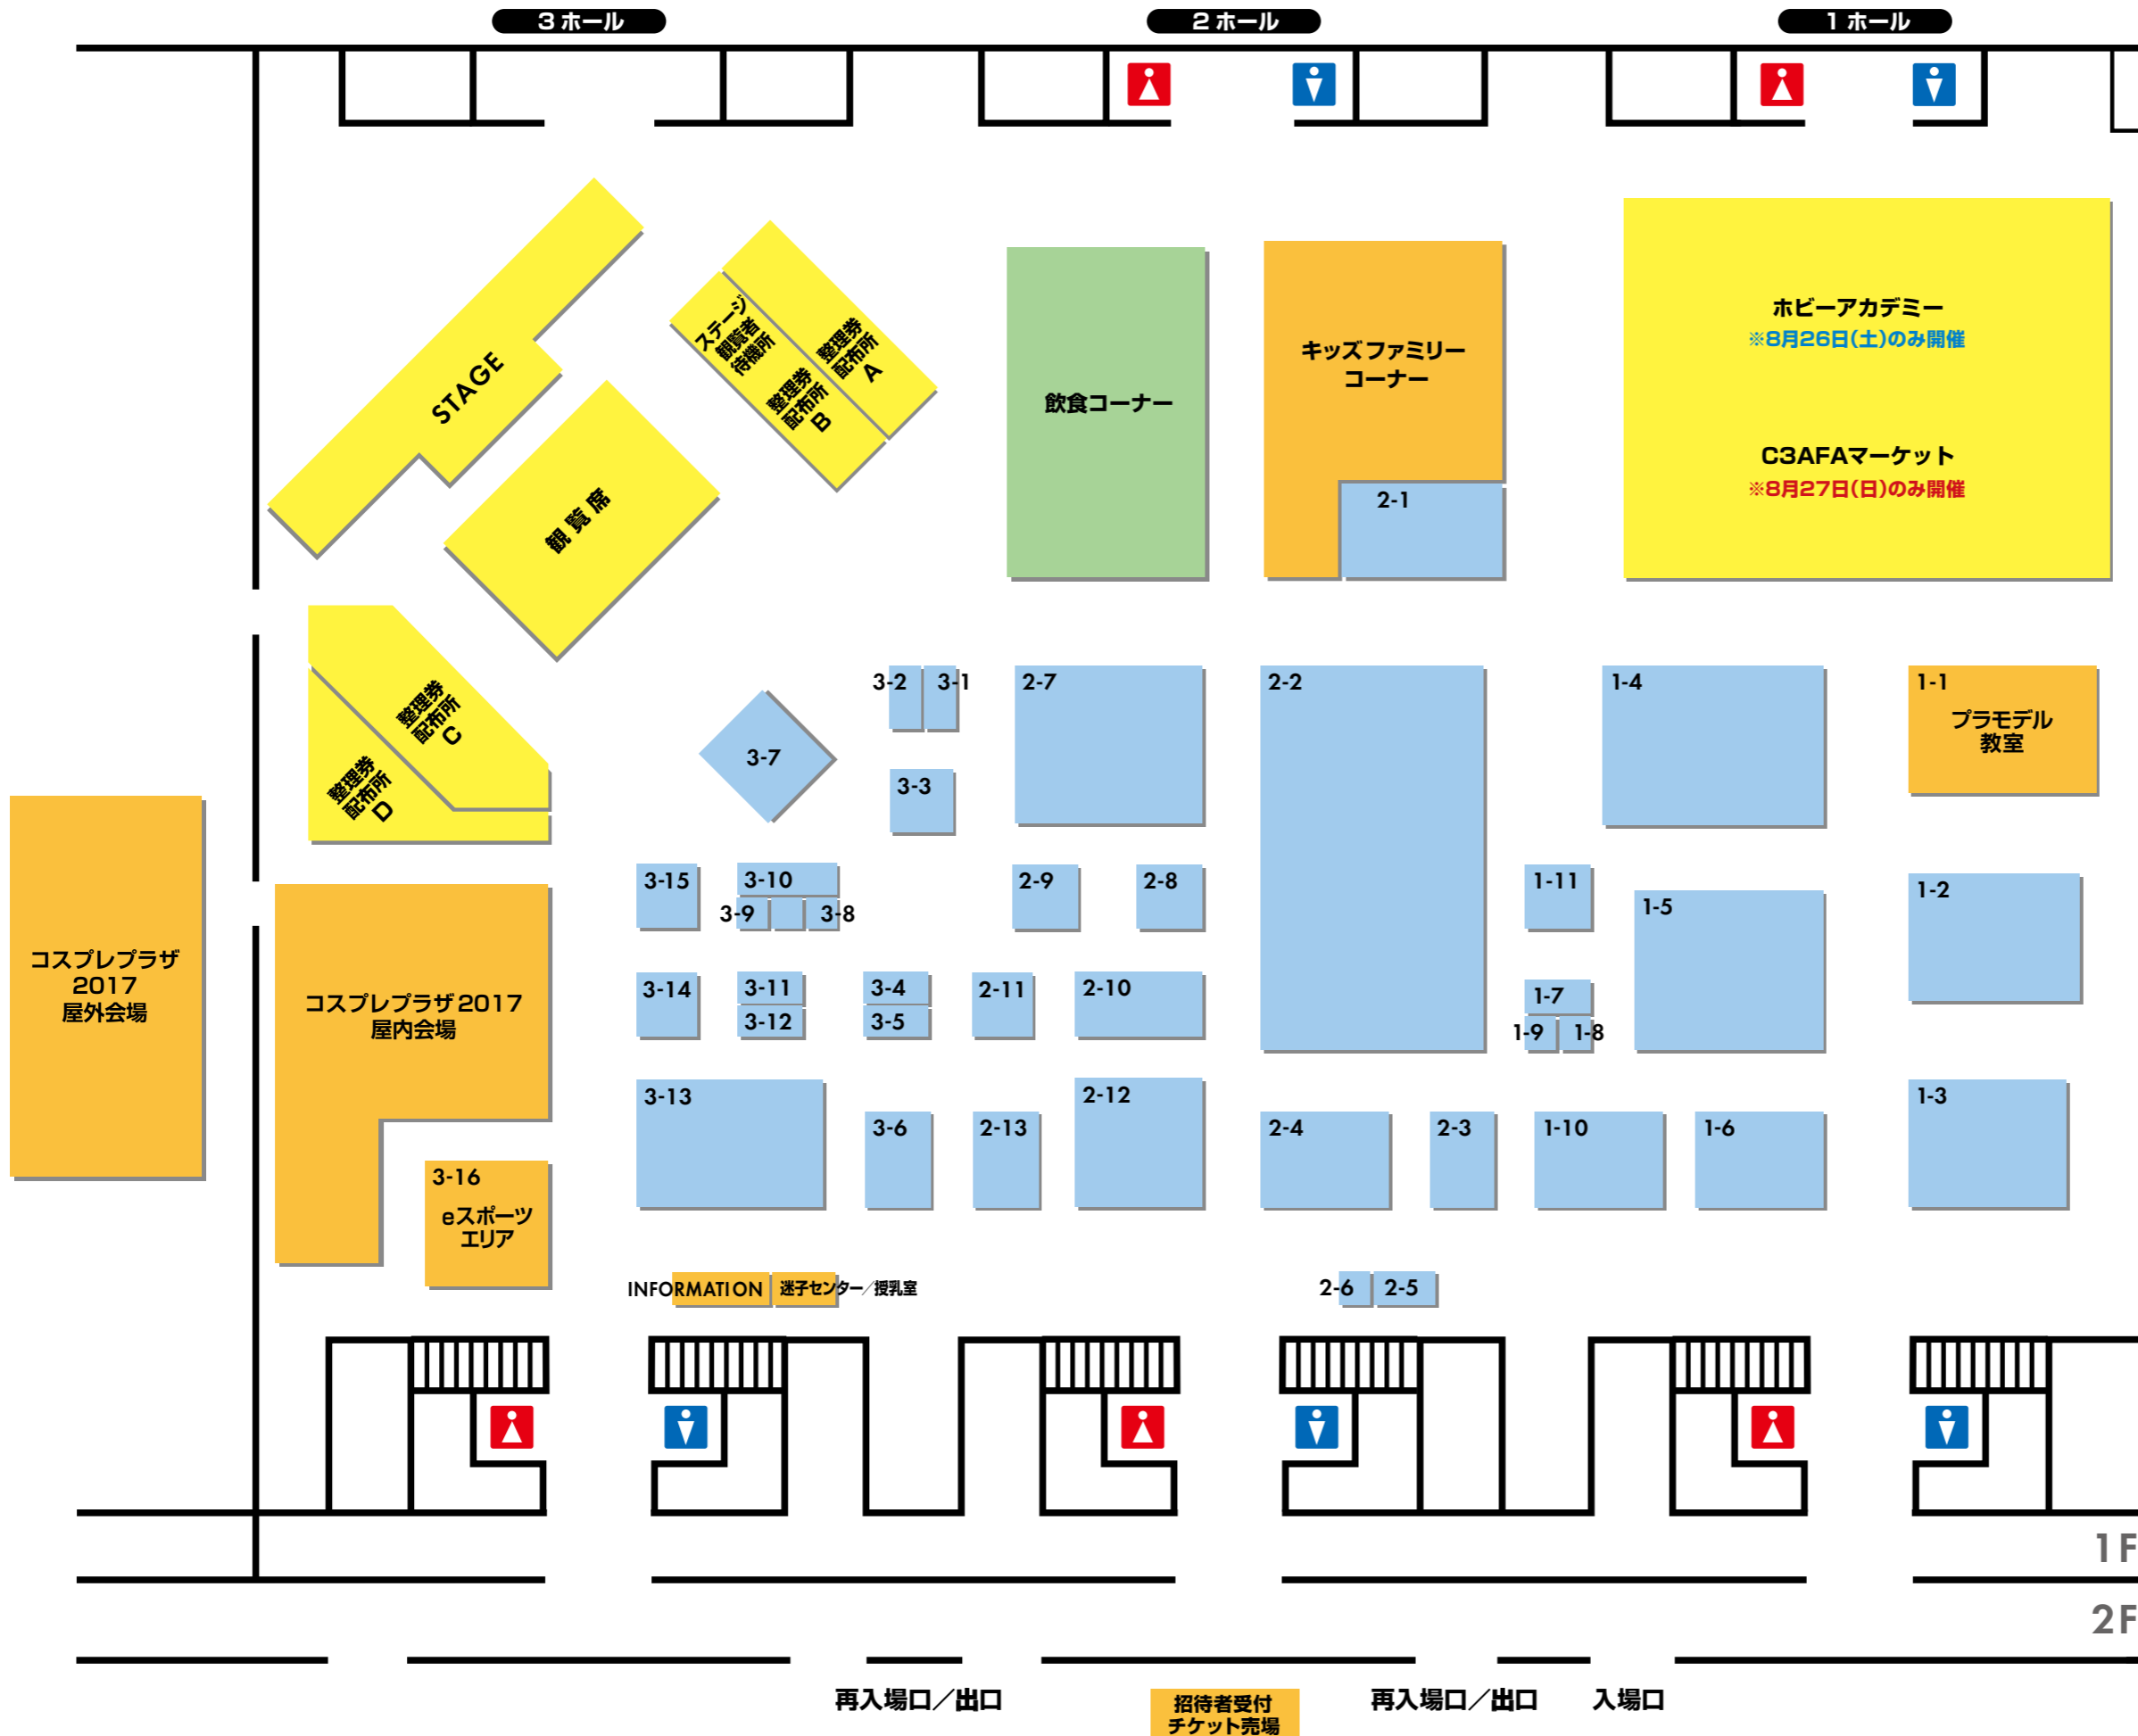 3 ホール
2 ホール
1 ホール
STAGE
観覧席
ステージ
観覧者
待機所
整理券
配布所
A
整理券
配布所
B
飲食コーナー
キッズファミリー
コーナー
2-1
ホビーアカデミー
※8月26日(土)のみ開催
C3AFAマーケット
※8月27日(日)のみ開催
整理券
配布所
C
整理券
配布所
D
3-7
3-2
3-1
3-3
2-7
2-2
1-4
1-1
プラモデル
教室
3-15
3-10
3-9
3-8
2-9
2-8
1-11
1-5
1-2
コスプレプラザ
2017
屋外会場
コスプレプラザ2017
屋内会場
3-14
3-11
3-12
3-4
3-5
2-11
2-10
1-7
1-9
1-8
3-13
3-6
2-13
2-12
2-4
2-3
1-10
1-6
1-3
3-16
eスポーツ
エリア
INFORMATION
迷子センター／授乳室
2-6
2-5
1F
2F
再入場口／出口
招待者受付
チケット売場
再入場口／出口
入場口